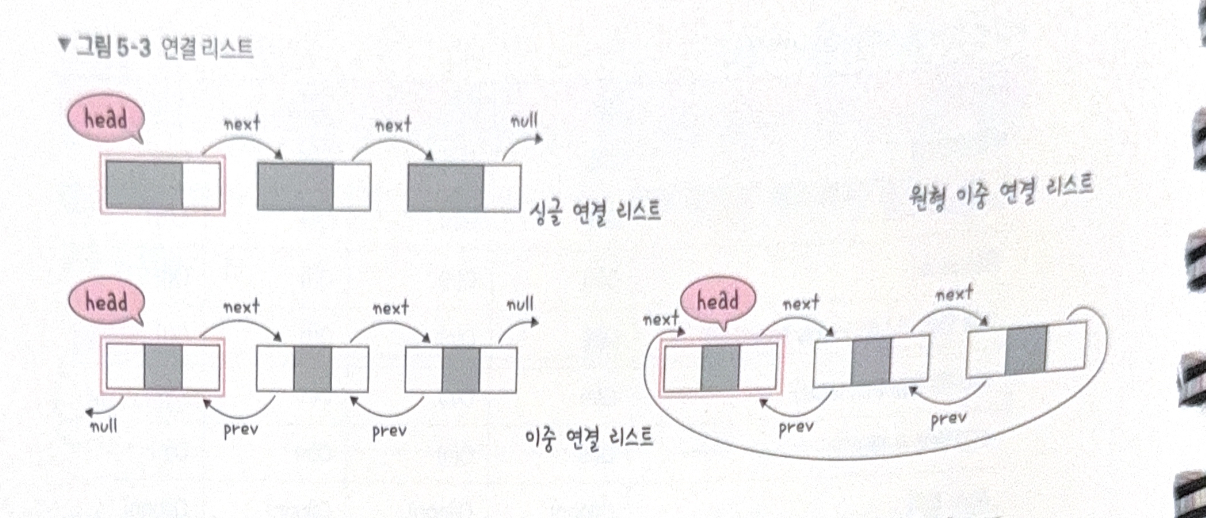 ▼ 그림 5-3 연결 리스트
head
next
next
null
싱글 연결 리스트
원형 이중 연결 리스트
head
next
next
null
null
prev
prev
이중 연결 리스트
next
head
next
next
prev
prev